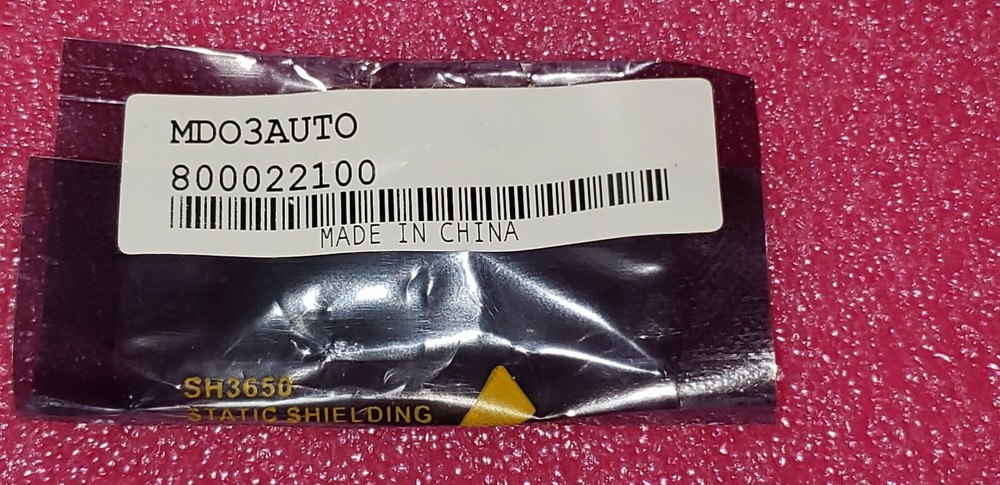 MDO3AUTO
800022100
MADE IN CHINA
SH3650
STATIC SHIELDING